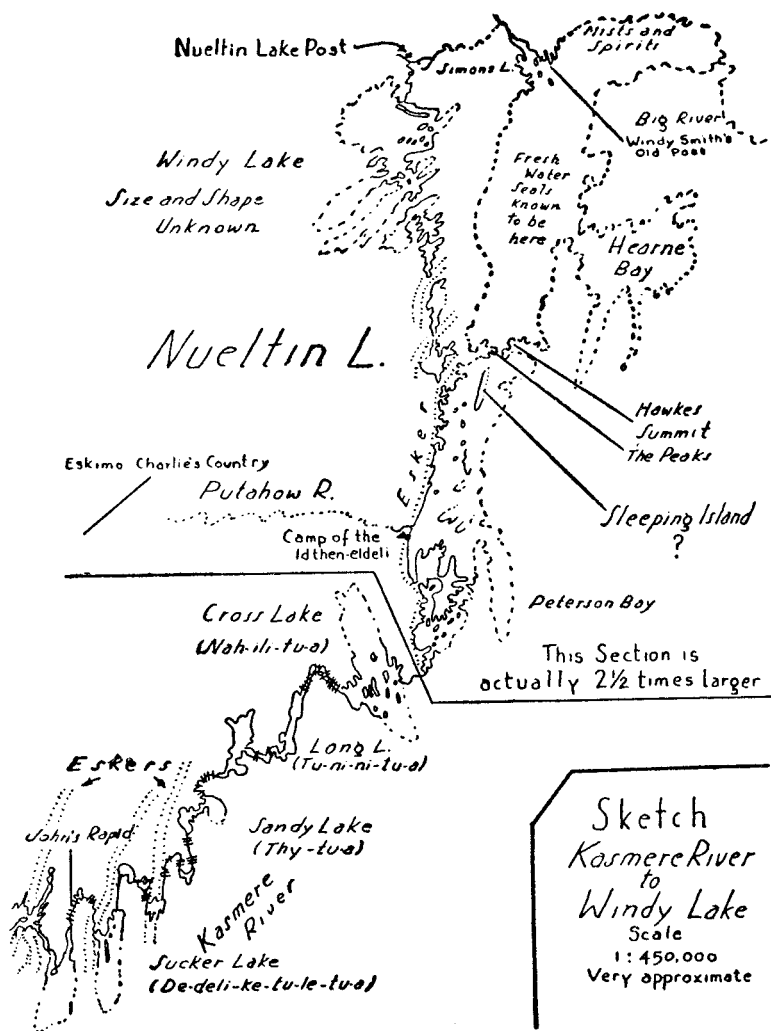 Nueltin Lake Post
Simons L.
Mists and
Spirits
Big River
Windy Smith's
Old Post
Windy Lake
Size and Shape
Unknown
Fresh
Water
Seals
known
to be
here
Hearne
Bay
Nueltin L.
Hawkes
Summit
The Peaks
Esker
Eskimo Charlie's Country
Putahow R.
Sleeping Island
?
Camp of the
Idthen-eldeli
Cross Lake
(Nah-ili-tu-a)
Peterson Bay
This Section is
actually 2½ times larger
Long L.
(Tu-ni-ni-tu-a)
Eskers
John's Rapid
Sandy Lake
(Thy-tu-a)
Kasmere
River
Sucker Lake
(De-deli-ke-tu-le-tu-a)
Sketch
Kasmere River
to
Windy Lake
Scale
1:450,000
Very approximate